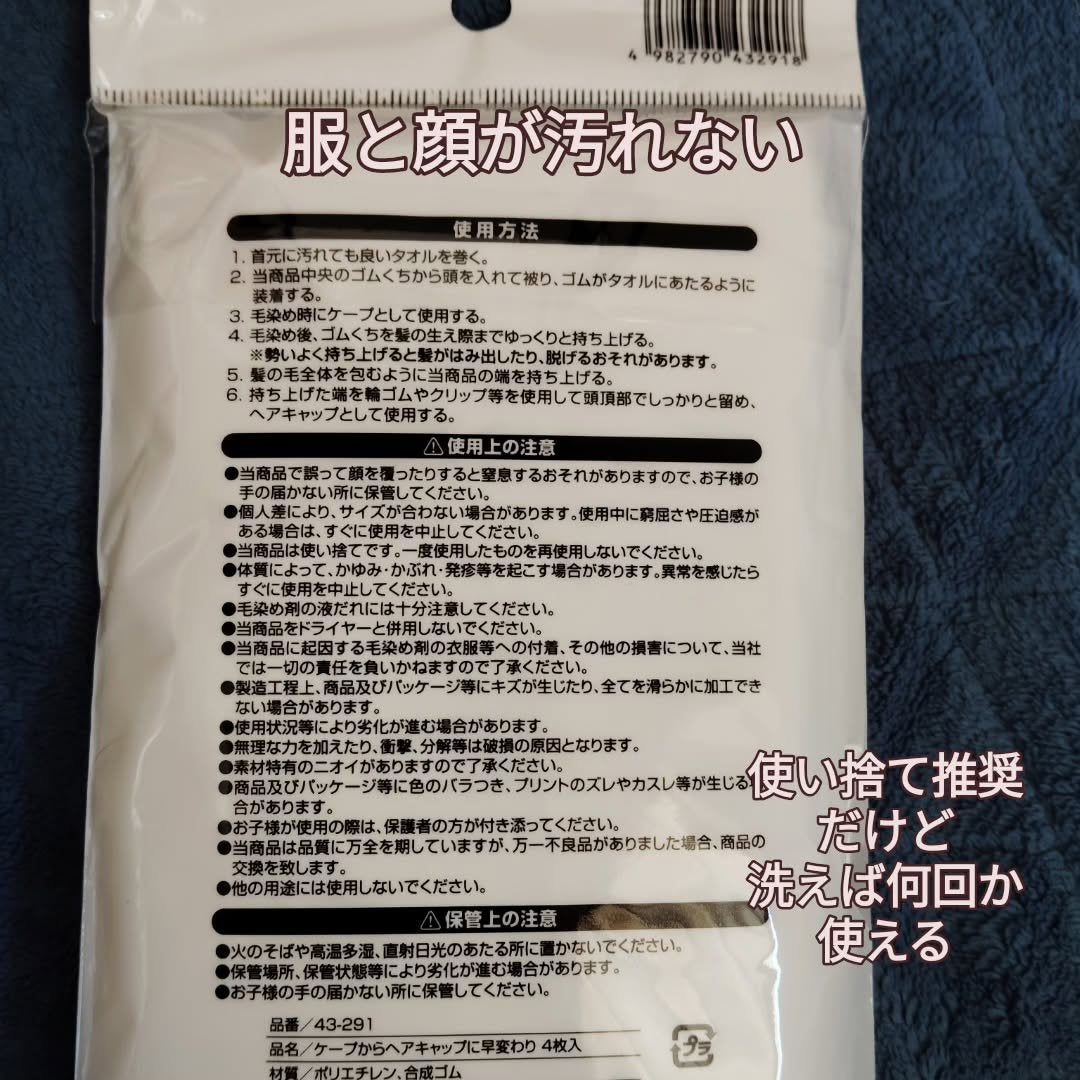 4 982790 432918
服と顔が汚れない
使用方法
1. 首元に汚れても良いタオルを巻く。
2. 当商品中央のゴムくちから頭を入れて被り、ゴムがタオルにあたるように
装着する。
3. 毛染め時にケープとして使用する。
4. 毛染め後、ゴムくちを髪の生え際までゆっくりと持ち上げる。
※勢いよく持ち上げると髪がはみ出したり、脱げるおそれがあります。
5. 髪の毛全体を包むように当商品の端を持ち上げる。
6. 持ち上げた端を輪ゴムやクリップ等を使用して頭頂部でしっかりと留め、
ヘアキャップとして使用する。
⚠使用上の注意
●当商品で誤って顔を覆ったりすると窒息するおそれがありますので、お子様の
手の届かない所に保管してください。
●個人差により、サイズが合わない場合があります。使用中に窮屈さや圧迫感が
ある場合は、すぐに使用を中止してください。
●当商品は使い捨てです。一度使用したものを再使用しないでください。
●体質によって、かゆみ・かぶれ・発疹等を起こす場合があります。異常を感じたら
すぐに使用を中止してください。
●毛染め剤の液だれには十分注意してください。
●当商品をドライヤーと併用しないでください。
●当商品に起因する毛染め剤の衣服等への付着、その他の損害について、当社
では一切の責任を負いかねますので了承ください。
●製造工程上、商品及びパッケージ等にキズが生じたり、全てを滑らかに加工でき
ない場合があります。
●使用状況等により劣化が進む場合があります。
●無理な力を加えたり、衝撃、分解等は破損の原因となります。
●素材特有のニオイがありますので了承ください。
●商品及びパッケージ等に色のバラつき、プリントのズレやカスレ等が生じる
合があります。
●お子様が使用の際は、保護者の方が付き添ってください。
●当商品は品質に万全を期していますが、万一不良品がありました場合、商品の
交換を致します。
●他の用途には使用しないでください。
使い捨て推奨
だけど
洗えば何回か
使える
⚠保管上の注意
●火のそばや高温多湿、直射日光のあたる所に置かないでください。
●保管場所、保管状態等により劣化が進む場合があります。
●お子様の手の届かない所に保管してください。
品番/43-291
品名/ケープからヘアキャップに早変わり 4枚入
材質/ポリエチレン、合成ゴム
プラ